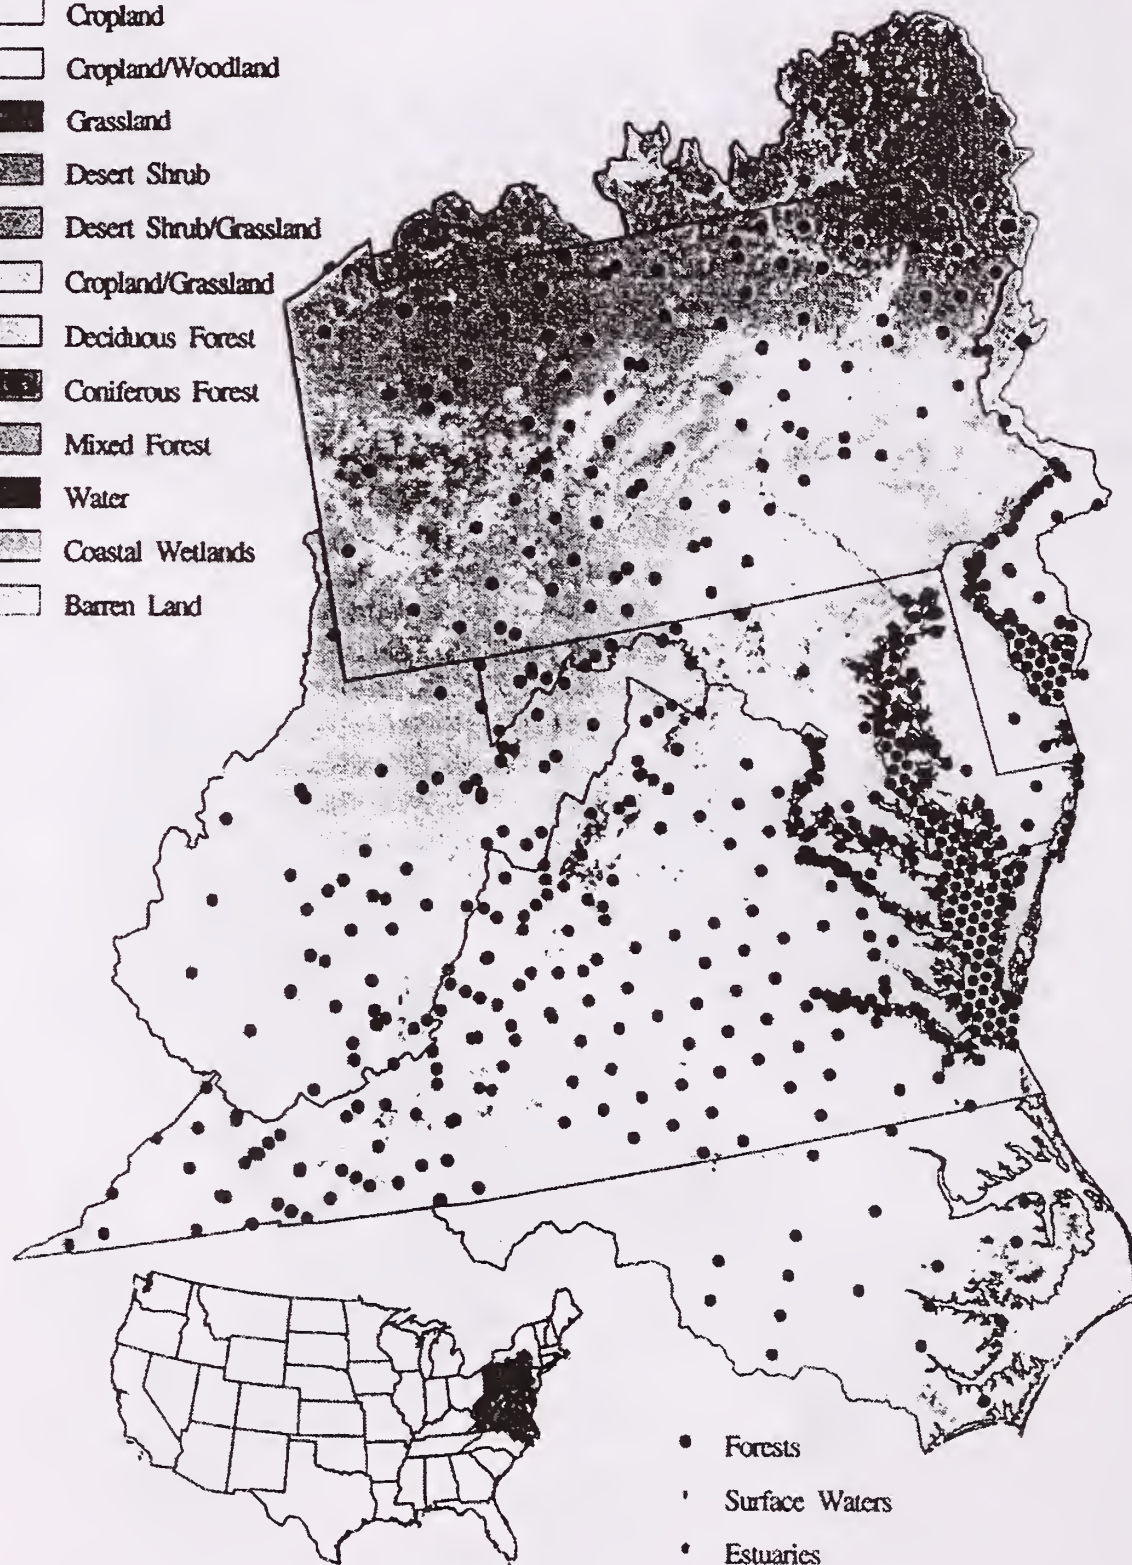 Cropland
Cropland/Woodland
Grassland
Desert Shrub
Desert Shrub/Grassland
Cropland/Grassland
Deciduous Forest
Coniferous Forest
Mixed Forest
Water
Coastal Wetlands
Barren Land
Forests
Surface Waters
Estuaries